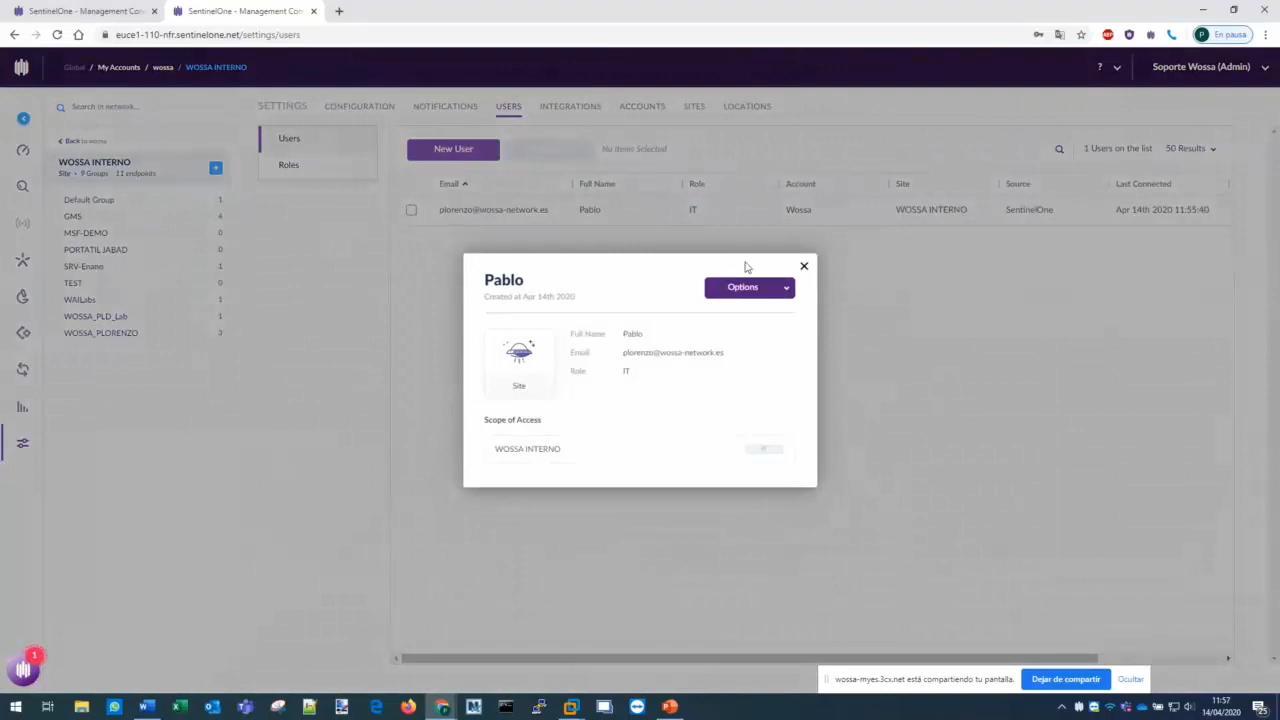 SentinelOne - Management Con
SentinelOne - Management Con
euce1-110-nfr.sentinelone.net/settings/users
ABP
P En pausa
Global / My Accounts / wossa / WOSSA INTERNO
? Soporte Wossa (Admin)
Search in network...
SETTINGS CONFIGURATION NOTIFICATIONS USERS INTEGRATIONS ACCOUNTS SITES LOCATIONS
Back to wossa
WOSSA INTERNO
Site • 9 Groups 11 endpoints
Default Group 1
GMS 4
MSF-DEMO 0
PORTATIL JABAD 0
SRV-Enano 1
TEST 0
WAILabs 1
WOSSA_PLD_Lab 1
WOSSA_PLORENZO 3
Users
Roles
New User
No Items Selected
1 Users on the list 50 Results
Email Full Name Role Account Site Source Last Connected
plorenzo@wossa-network.es Pablo IT Wossa WOSSA INTERNO SentinelOne Apr 14th 2020 11:55:40
Pablo
Created at Apr 14th 2020
Options
Full Name Pablo
Email plorenzo@wossa-network.es
Role IT
Site
Scope of Access
WOSSA INTERNO
1
wossa-myes.3cx.net está compartiendo tu pantalla. Dejar de compartir Ocultar
11:57
14/04/2020
25